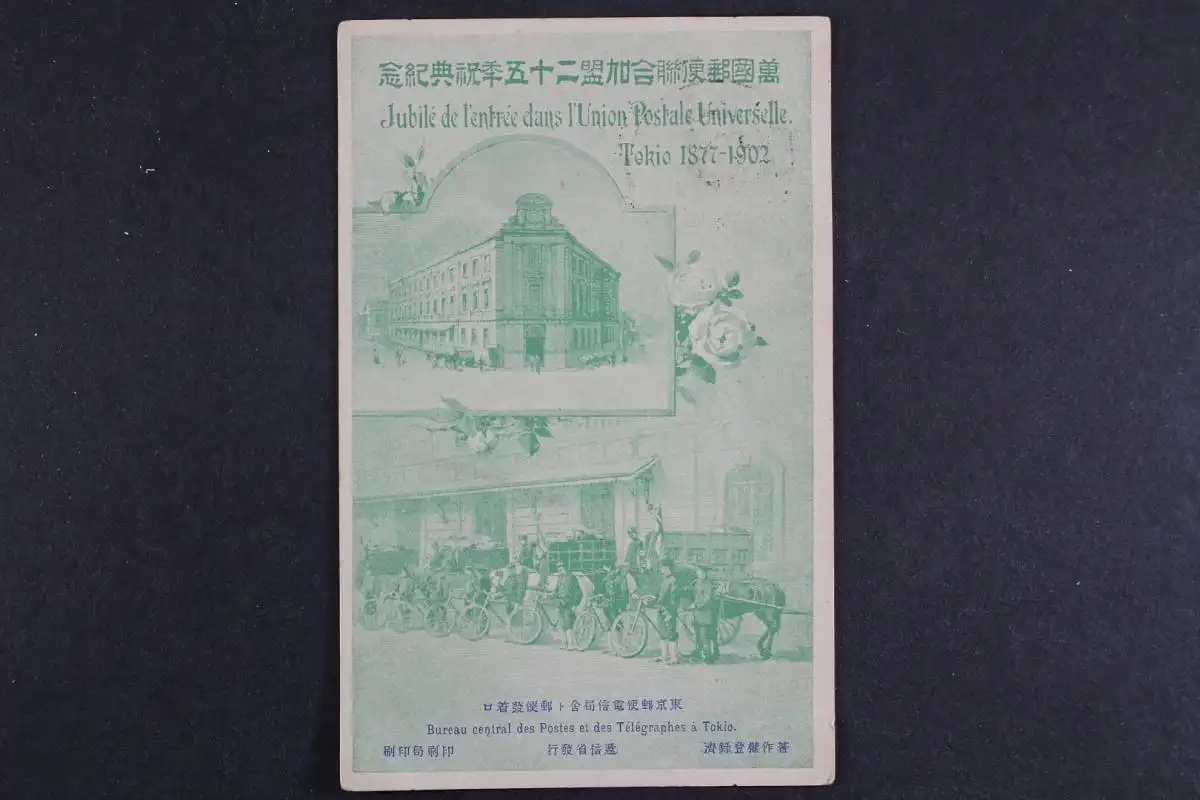 萬國郵便聯合加盟二十五季祝典紀念
Jubilé de l'entrée dans l'Union Postale Universelle.
Tokio 1877-1902
東京郵便電信局舍ト郵便發着口
Bureau central des Postes et des Télégraphes à Tokio.
著作權登錄濟 遞信省發行 印刷局印刷